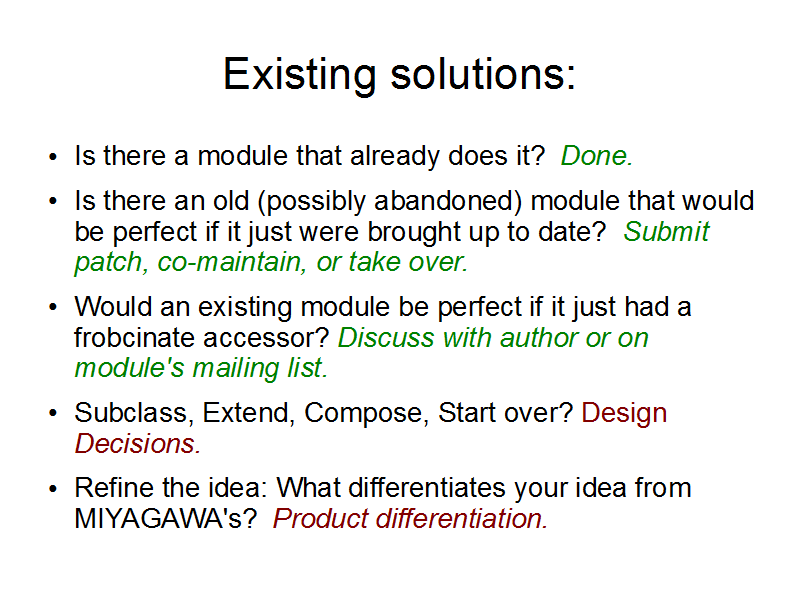 Existing solutions:
• Is there a module that already does it? Done.
• Is there an old (possibly abandoned) module that would
be perfect if it just were brought up to date? Submit
patch, co-maintain, or take over.
• Would an existing module be perfect if it just had a
frobcinate accessor? Discuss with author or on
module's mailing list.
• Subclass, Extend, Compose, Start over? Design
Decisions.
• Refine the idea: What differentiates your idea from
MIYAGAWA's? Product differentiation.